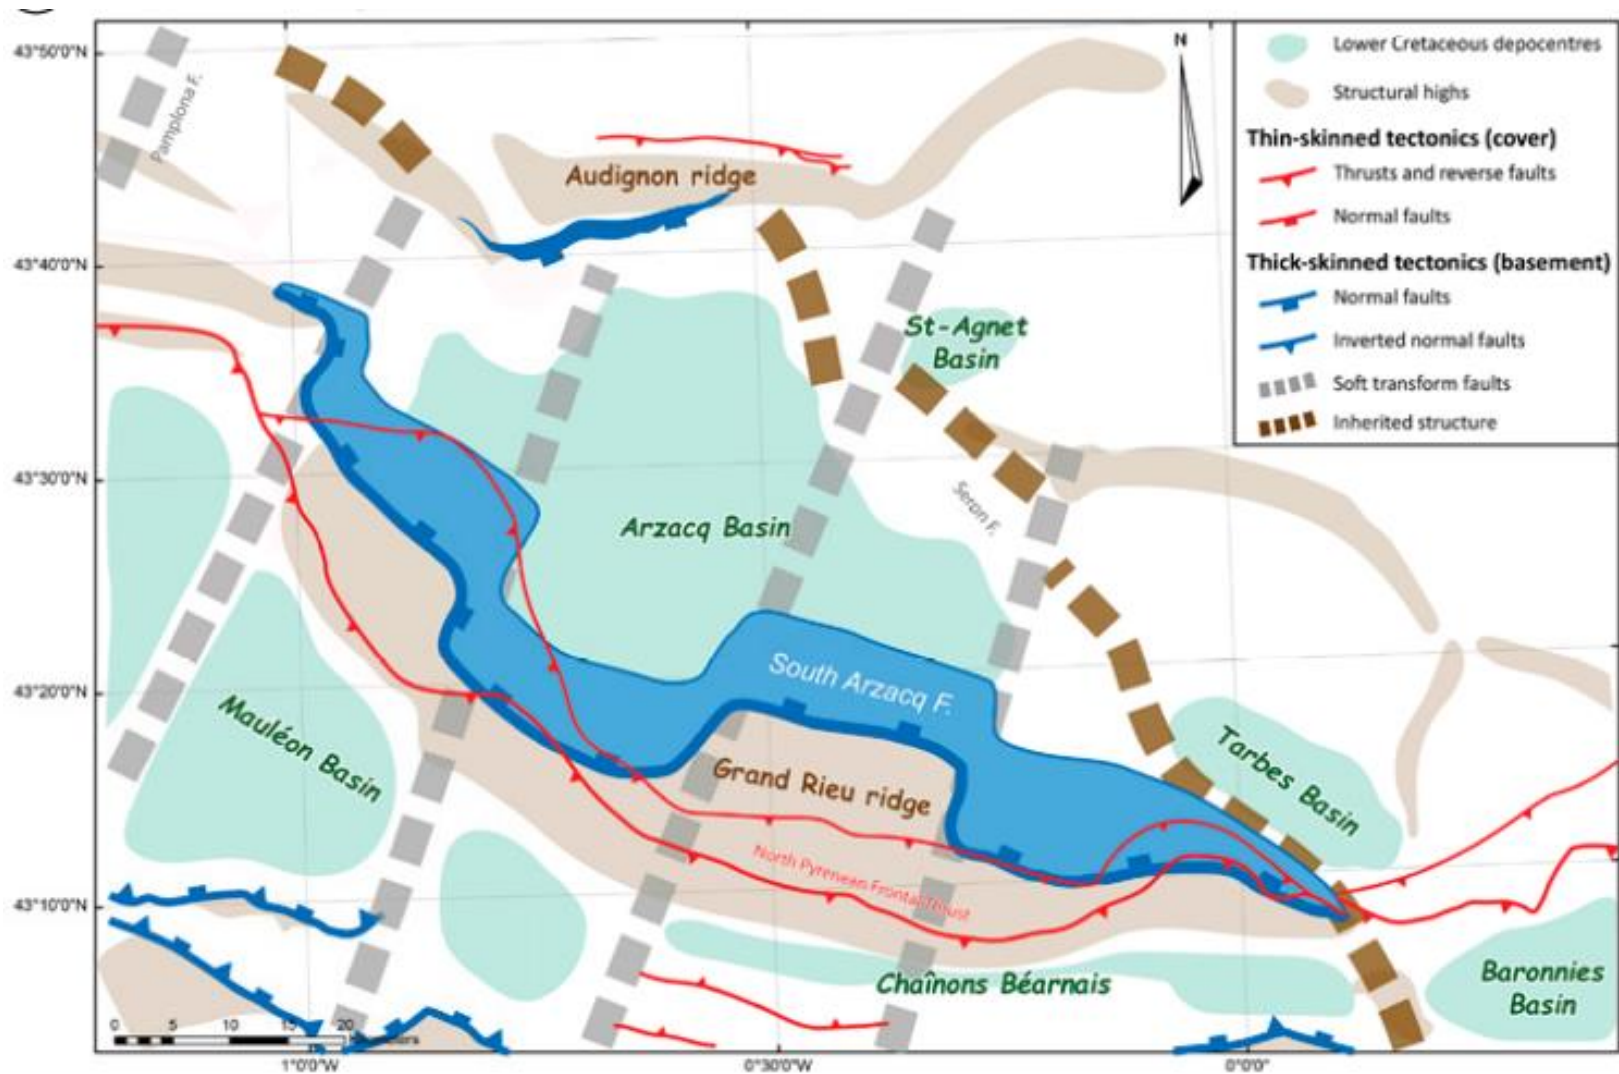 43°50'0"N
43°40'0"N
43°30'0"N
43°20'0"N
43°10'0"N
1°0'0"W
0°30'0"W
0°0'0"
N
Pamplona F.
Audignon ridge
St-Agnet
Basin
Seron F.
Arzacq Basin
South Arzacq F.
Mauléon Basin
Grand Rieu ridge
Tarbes Basin
North Pyrenean Frontal Thrust
Chaînons Béarnais
Baronnies
Basin
0 5 10 15 20
Lower Cretaceous depocentres
Structural highs
Thin-skinned tectonics (cover)
Thrusts and reverse faults
Normal faults
Thick-skinned tectonics (basement)
Normal faults
Inverted normal faults
Soft transform faults
Inherited structure